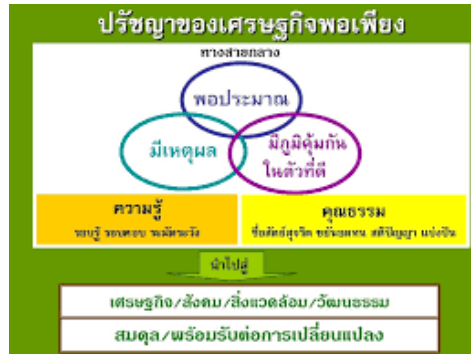 ปรัชญาของเศรษฐกิจพอเพียง
ทางสายกลาง
พอประมาณ
มีเหตุผล
มีภูมิคุ้มกัน
ในตัวที่ดี
ความรู้
รอบรู้ รอบคอบ ระมัดระวัง
คุณธรรม
ซื่อสัตย์สุจริต ขยันอดทน สติปัญญา แบ่งปัน
นำไปสู่
เศรษฐกิจ/สังคม/สิ่งแวดล้อม/วัฒนธรรม
สมดุล/พร้อมรับต่อการเปลี่ยนแปลง